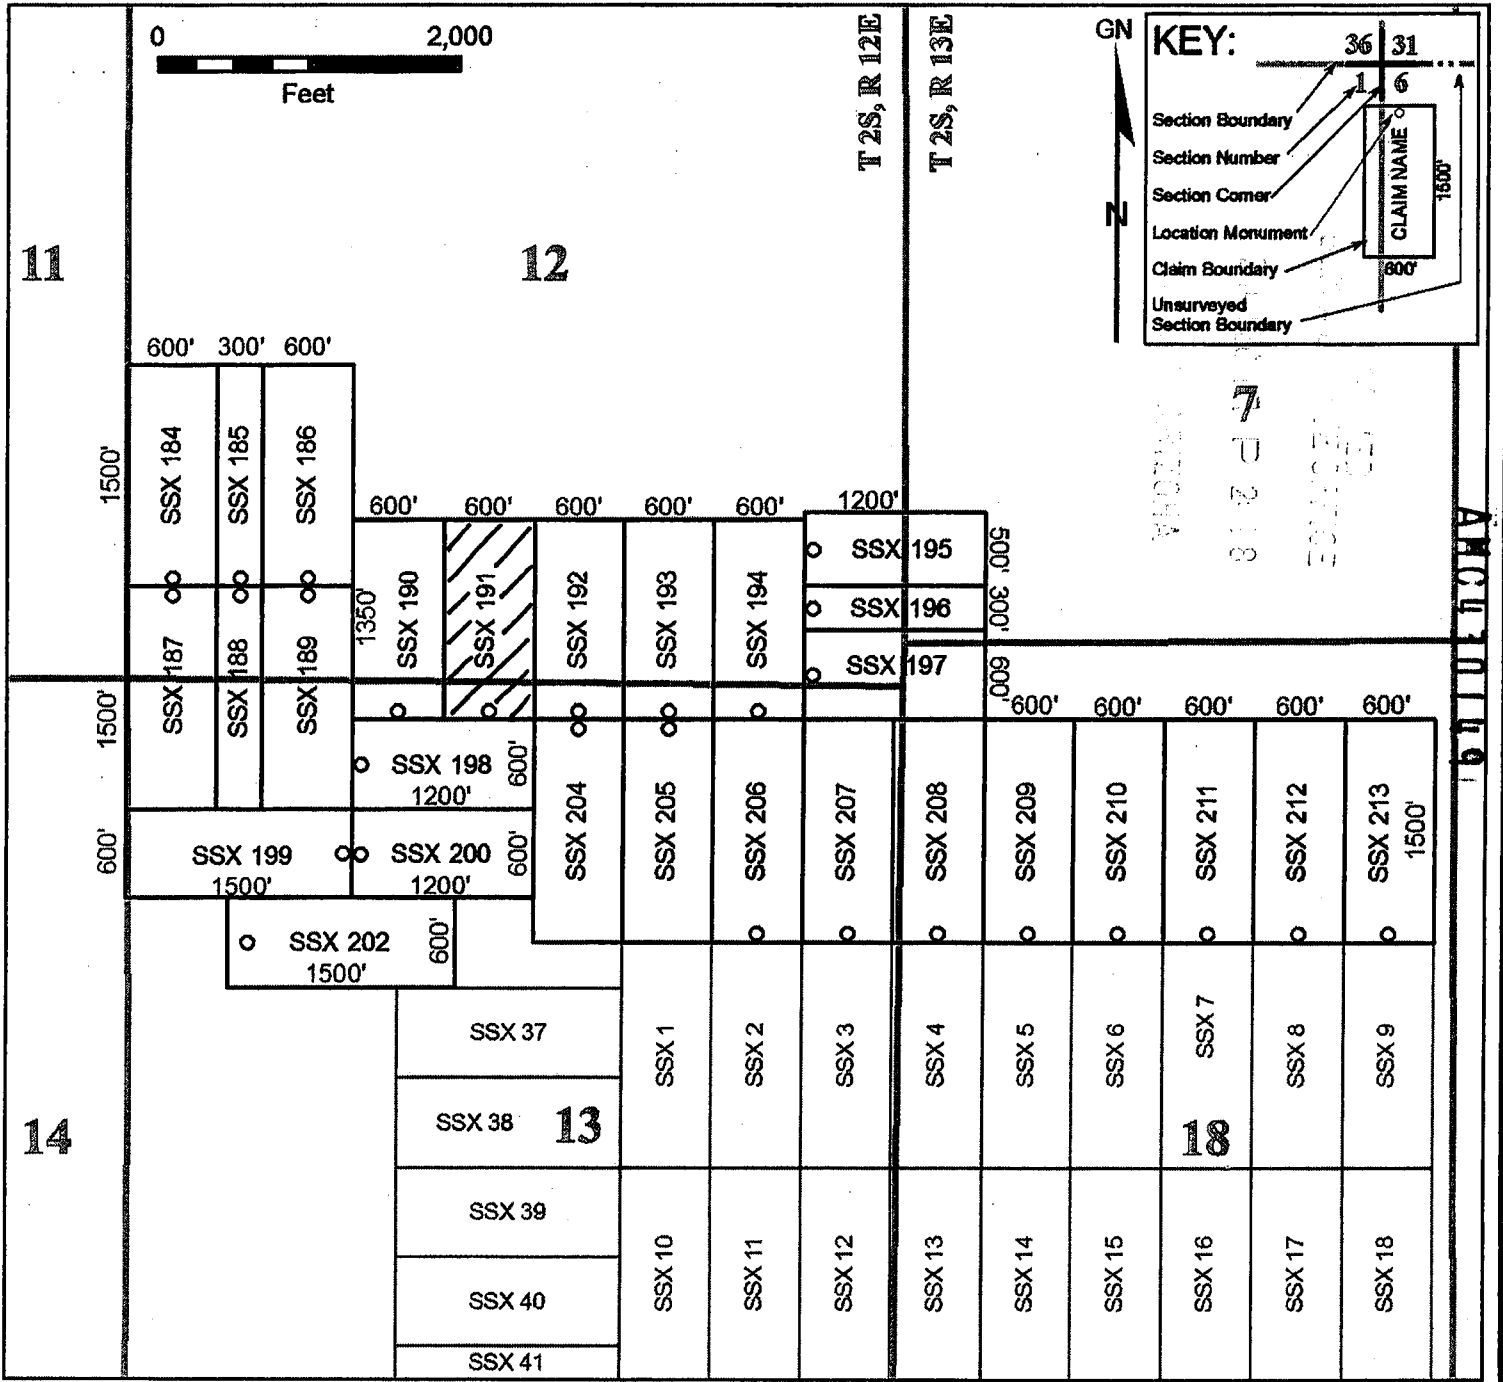 0 2,000
Feet
T 2S, R 12E
T 2S, R 13E
GN
N
KEY:
36 31
1 6
Section Boundary
Section Number
Section Corner
Location Monument
Claim Boundary
Unsurveyed
Section Boundary
CLAIM NAME
1500'
600'
11
12
7
600' 300' 600'
1500'
SSX 184
SSX 185
SSX 186
600' 600' 600' 600' 600' 1200'
1350'
SSX 190
SSX 191
SSX 192
SSX 193
SSX 194
SSX 195
500'
SSX 196
300'
SSX 197
600'
1500'
SSX 187
SSX 188
SSX 189
SSX 198
1200'
600'
600'
SSX 199
1500'
SSX 200
1200'
600'
SSX 202
1500'
600'
600' 600' 600' 600' 600'
SSX 204
SSX 205
SSX 206
SSX 207
SSX 208
SSX 209
SSX 210
SSX 211
SSX 212
SSX 213
1500'
SSX 37
SSX 38
SSX 39
SSX 40
SSX 41
SSX 1
SSX 2
SSX 3
SSX 4
SSX 5
SSX 6
SSX 7
SSX 8
SSX 9
14
13
18
SSX 10
SSX 11
SSX 12
SSX 13
SSX 14
SSX 15
SSX 16
SSX 17
SSX 18